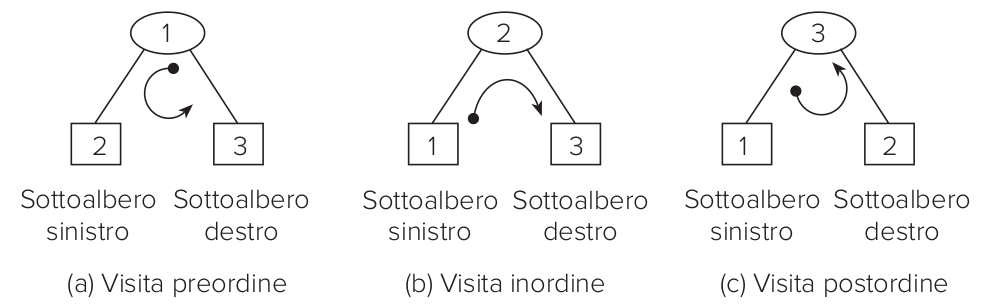 1
2
3
Sottoalbero sinistro
Sottoalbero destro
(a) Visita preordine
2
1
3
Sottoalbero sinistro
Sottoalbero destro
(b) Visita inordine
3
1
2
Sottoalbero sinistro
Sottoalbero destro
(c) Visita postordine